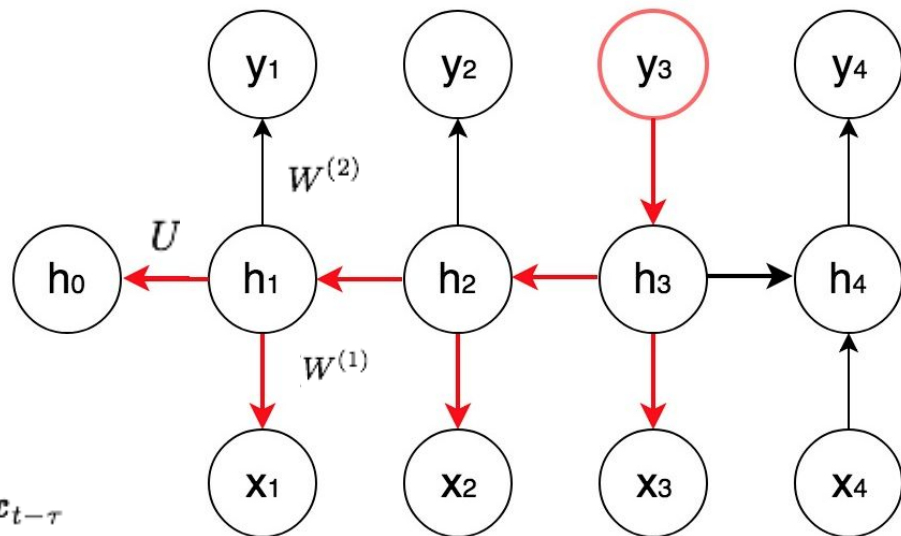 y₁ y₂ y₃ y₄
W⁽²⁾
U
h₀ h₁ h₂ h₃ h₄
W⁽¹⁾
x₁ x₂ x₃ x₄
t−τ